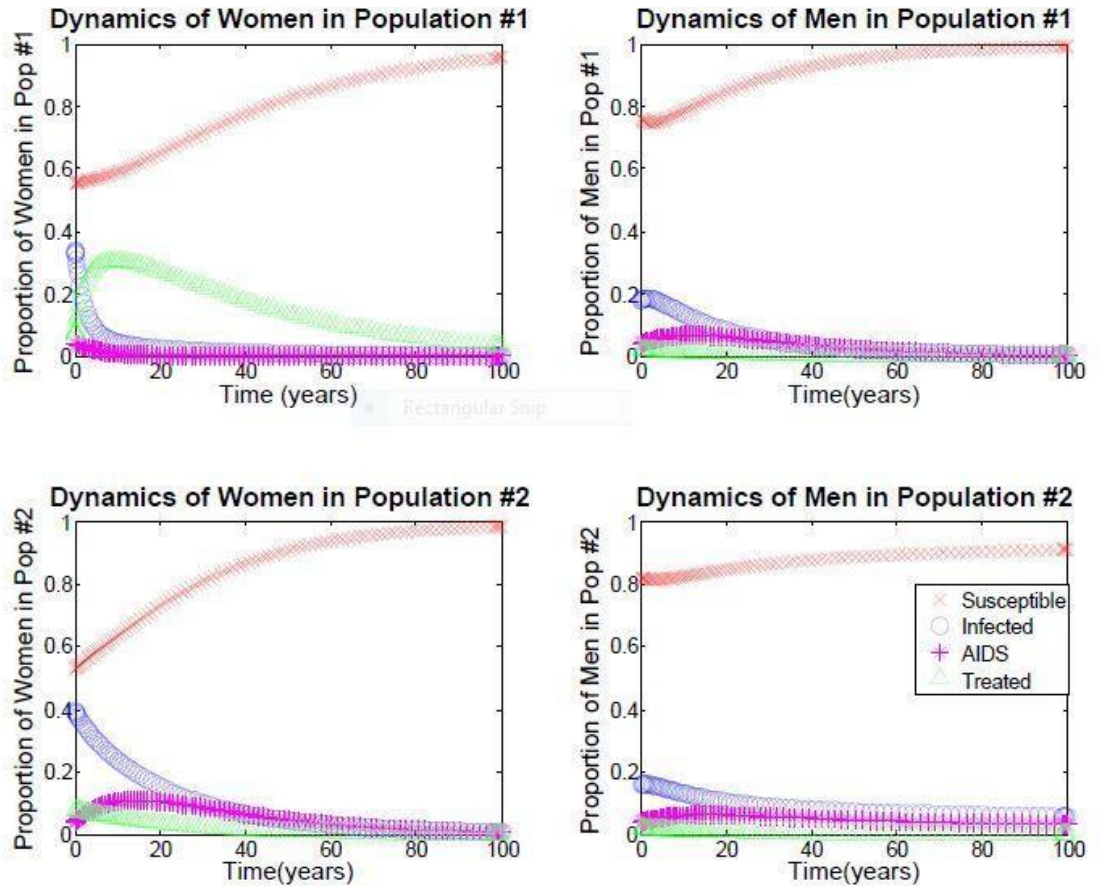 Dynamics of Women in Population #1
Proportion of Women in Pop #1
1
0.8
0.6
0.4
0.2
0
0 20 40 60 80 100
Time (years)
Dynamics of Men in Population #1
Proportion of Men in Pop #1
1
0.8
0.6
0.4
0.2
0
0 20 40 60 80 100
Time(years)
Rectangular Snip
Dynamics of Women in Population #2
Proportion of Women in Pop #2
1
0.8
0.6
0.4
0.2
0
0 20 40 60 80 100
Time(years)
Dynamics of Men in Population #2
Proportion of Men in Pop #2
1
0.8
0.6
0.4
0.2
0
0 20 40 60 80 100
Time(years)
Susceptible
Infected
AIDS
Treated